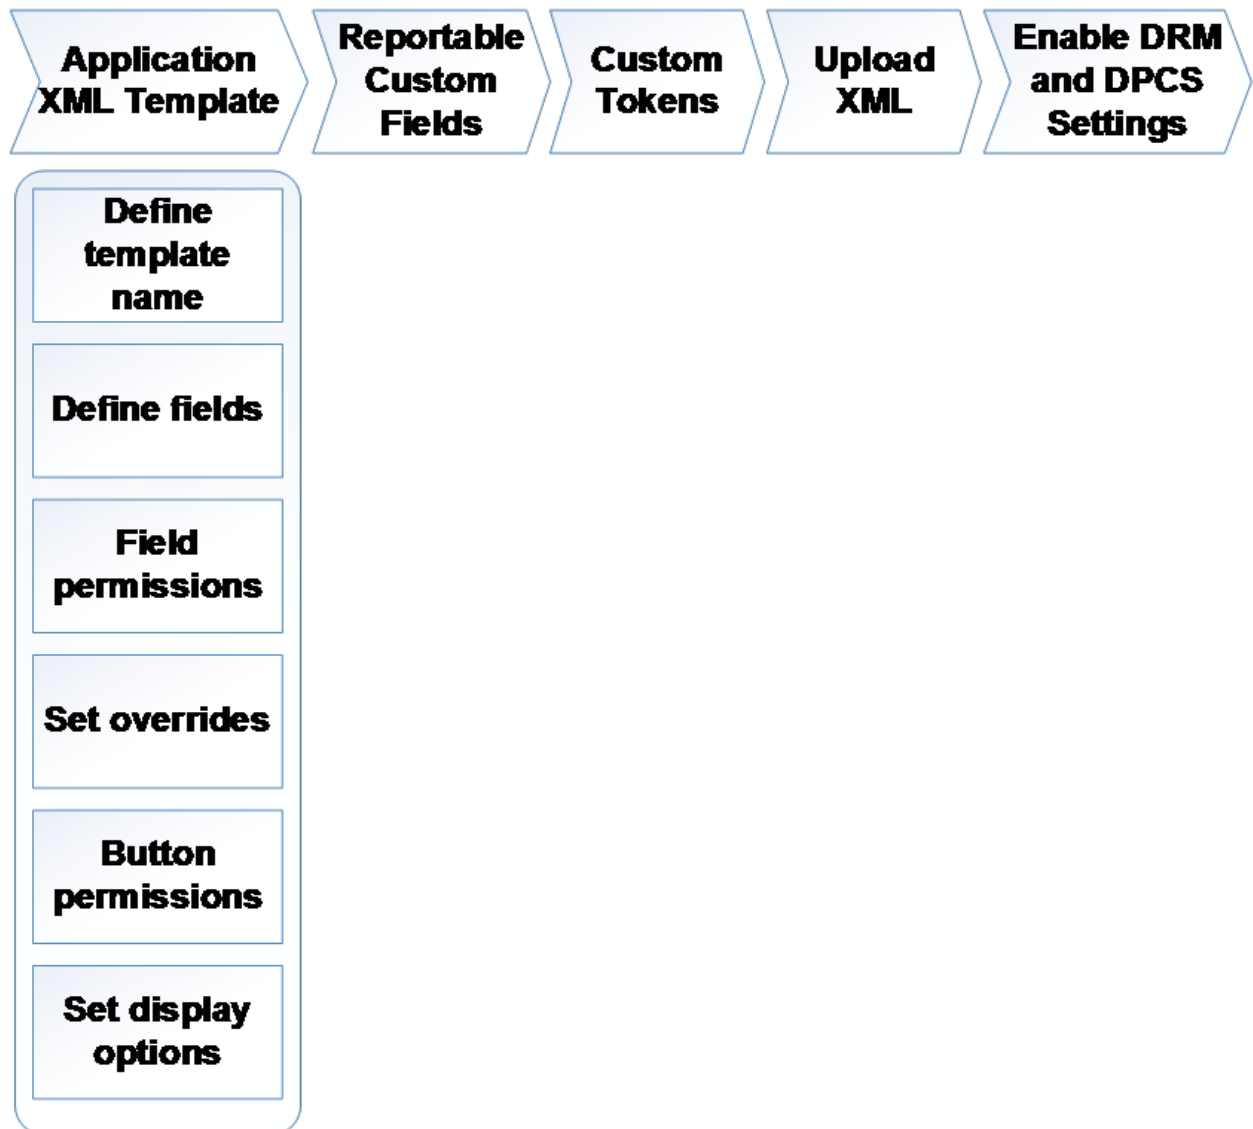 Application
XML Template
Reportable
Custom
Fields
Custom
Tokens
Upload
XML
Enable DRM
and DPCS
Settings
Define
template
name
Define fields
Field
permissions
Set overrides
Button
permissions
Set display
options